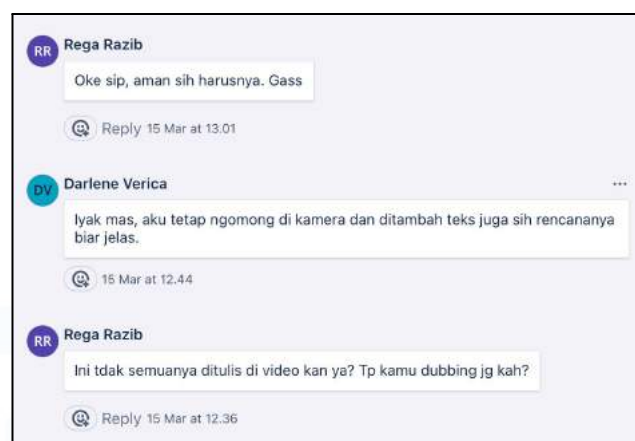 RR Rega Razib
Oke sip, aman sih harusnya. Gass
Reply 15 Mar at 13.01
DV Darlene Verica
...
Iyak mas, aku tetap ngomong di kamera dan ditambah teks juga sih rencananya
biar jelas.
15 Mar at 12.44
RR Rega Razib
Ini tdak semuanya ditulis di video kan ya? Tp kamu dubbing jg kah?
Reply 15 Mar at 12.36